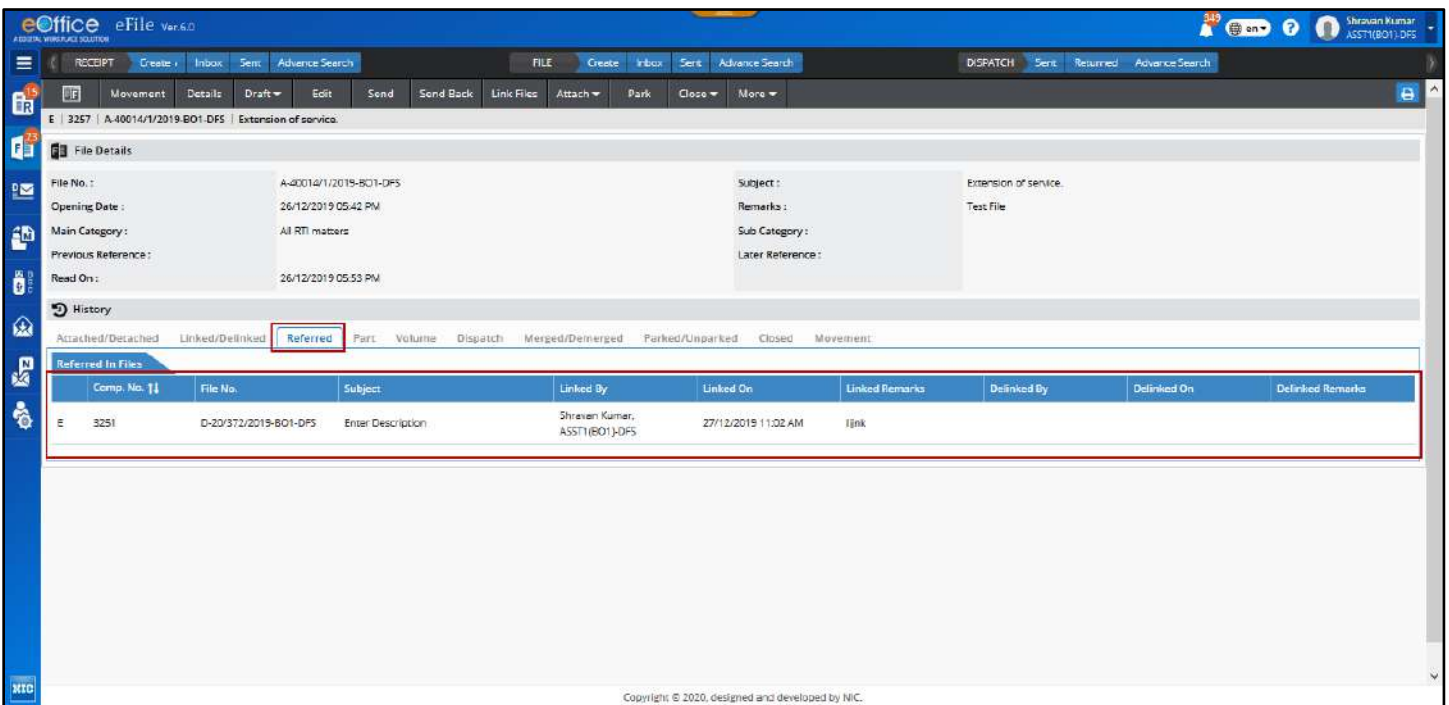 eOffice eFile Ver.6.0
A DIGITAL WORKPLACE SOLUTION
349 en ? Shravan Kumar
ASST1(BO1)-DFS
RECEIPT Create Inbox Sent Advance Search FILE Create Inbox Sent Advance Search DISPATCH Sent Returned Advance Search
Movement Details Draft Edit Send Send Back Link Files Attach Park Close More
15
R
E | 3257 | A-40014/1/2019-BO1-DFS | Extension of service.
23
F
File Details
File No. : A-40014/1/2019-BO1-DFS Subject : Extension of service.
Opening Date : 26/12/2019 05:42 PM Remarks : Test File
Main Category : All RTI matters Sub Category :
Previous Reference : Later Reference :
Read On : 26/12/2019 05:53 PM
History
Attached/Detached Linked/Delinked Referred Part Volume Dispatch Merged/Demerged Parked/Unparked Closed Movement
Referred In Files
Comp. No. File No. Subject Linked By Linked On Linked Remarks Delinked By Delinked On Delinked Remarks
E 3251 D-20/372/2019-BO1-DFS Enter Description Shravan Kumar, 27/12/2019 11:02 AM
ASST1(BO1)-DFS
NIC
Copyright © 2020, designed and developed by NIC.